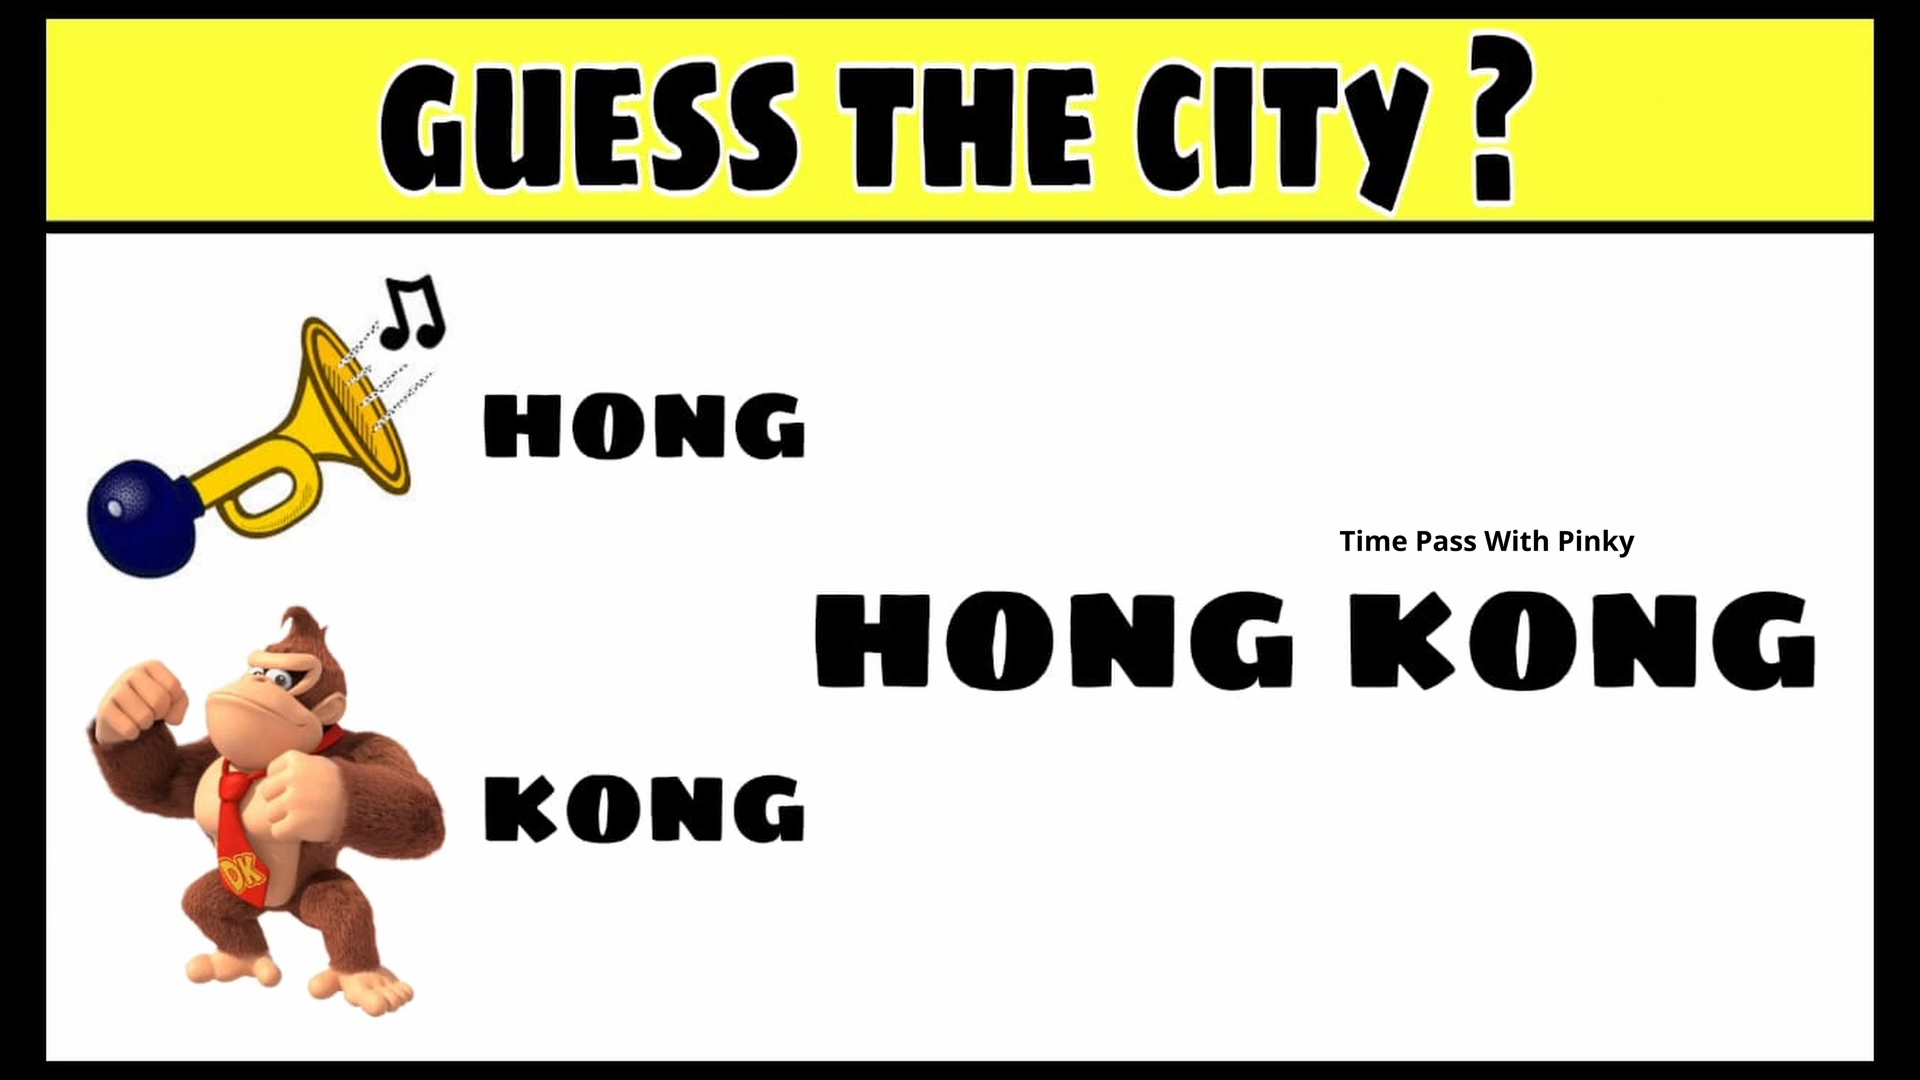 GUESS THE CITY ?
HONG
Time Pass With Pinky
HONG KONG
KONG
DK